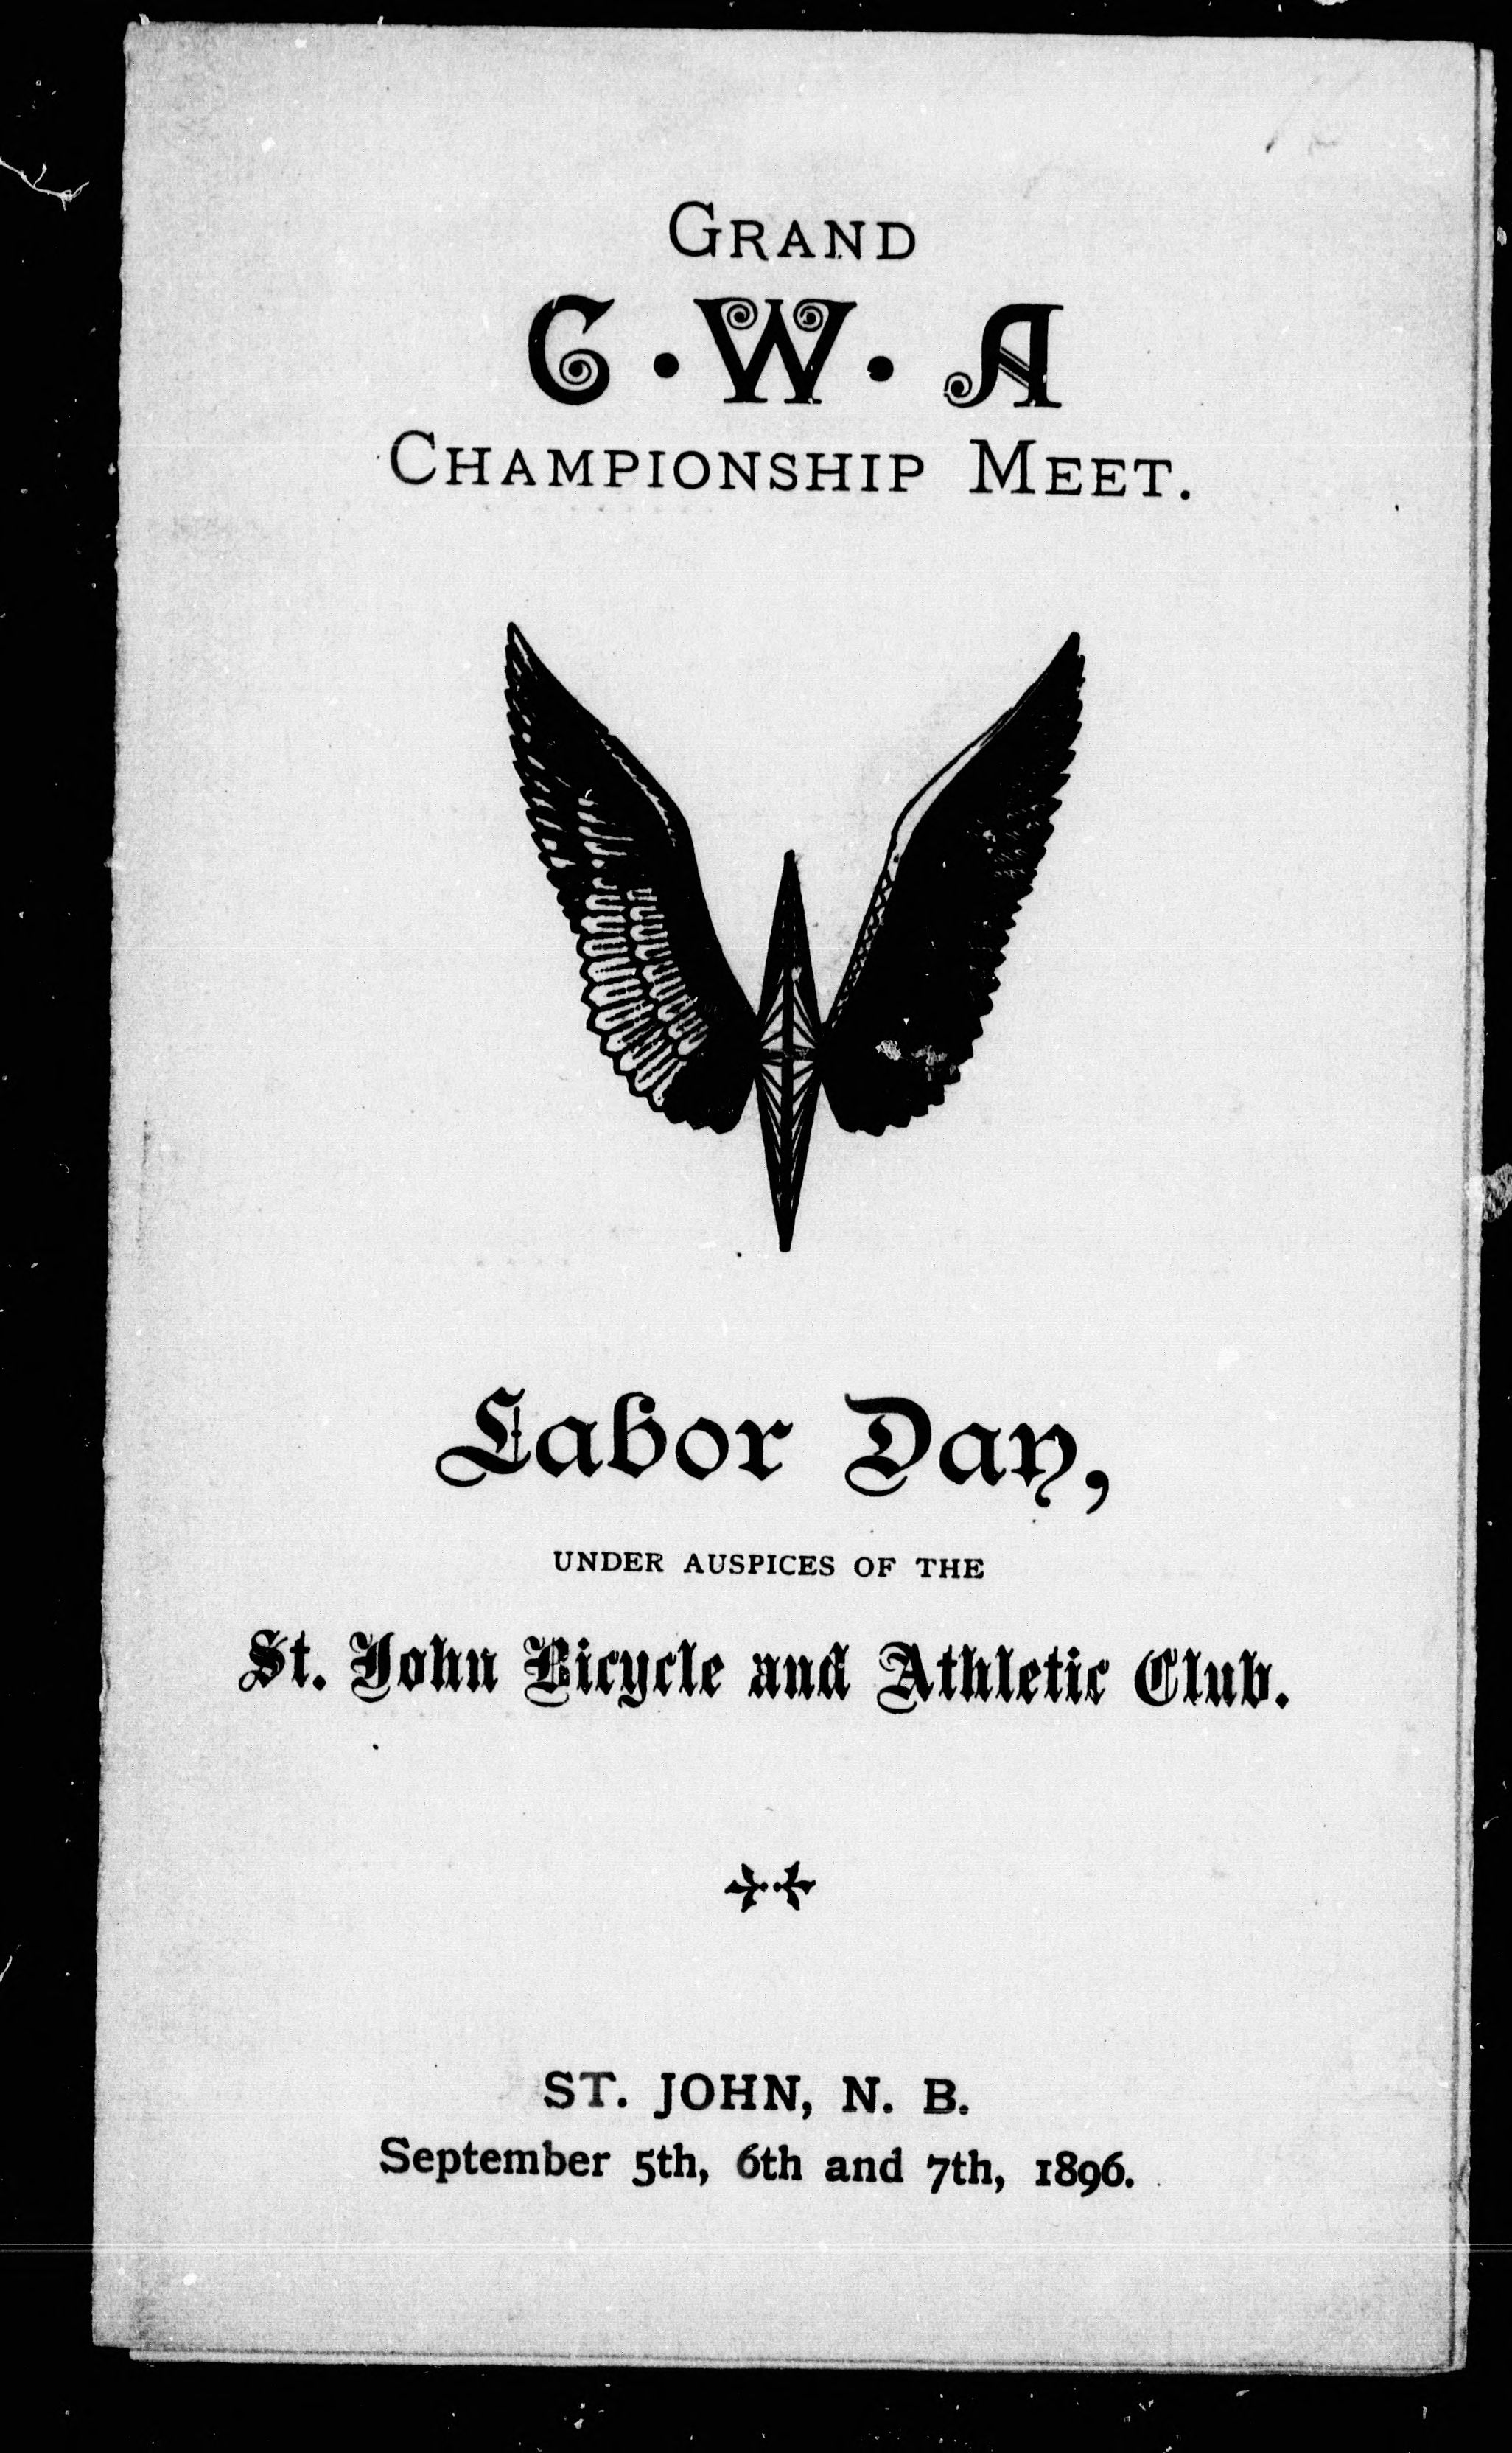 GRAND
C. W. A
CHAMPIONSHIP MEET.
Labor Day,
UNDER AUSPICES OF THE
St. John Bicycle and Athletic Club.
ST. JOHN, N. B.
September 5th, 6th and 7th, 1896.